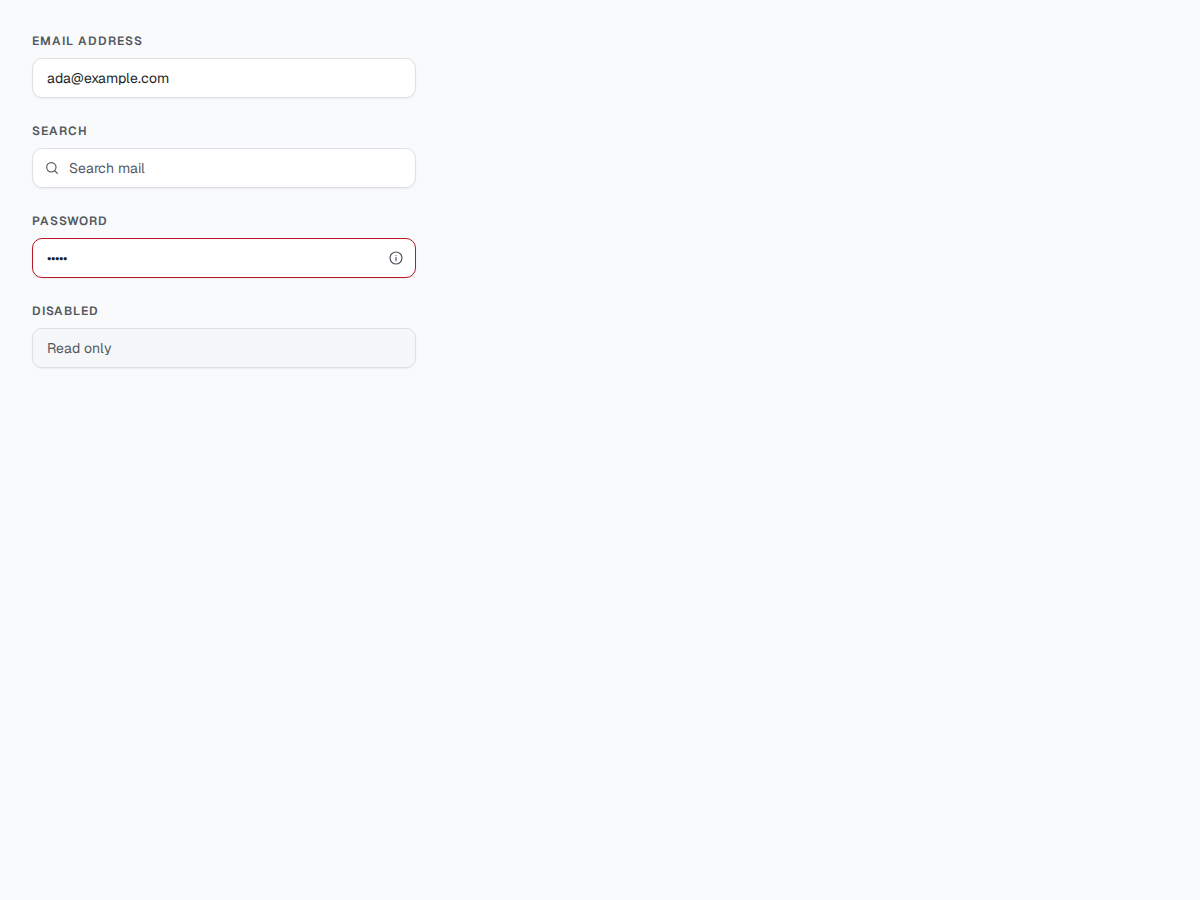 EMAIL ADDRESS
ada@example.com
SEARCH
Search mail
PASSWORD
•••••
DISABLED
Read only